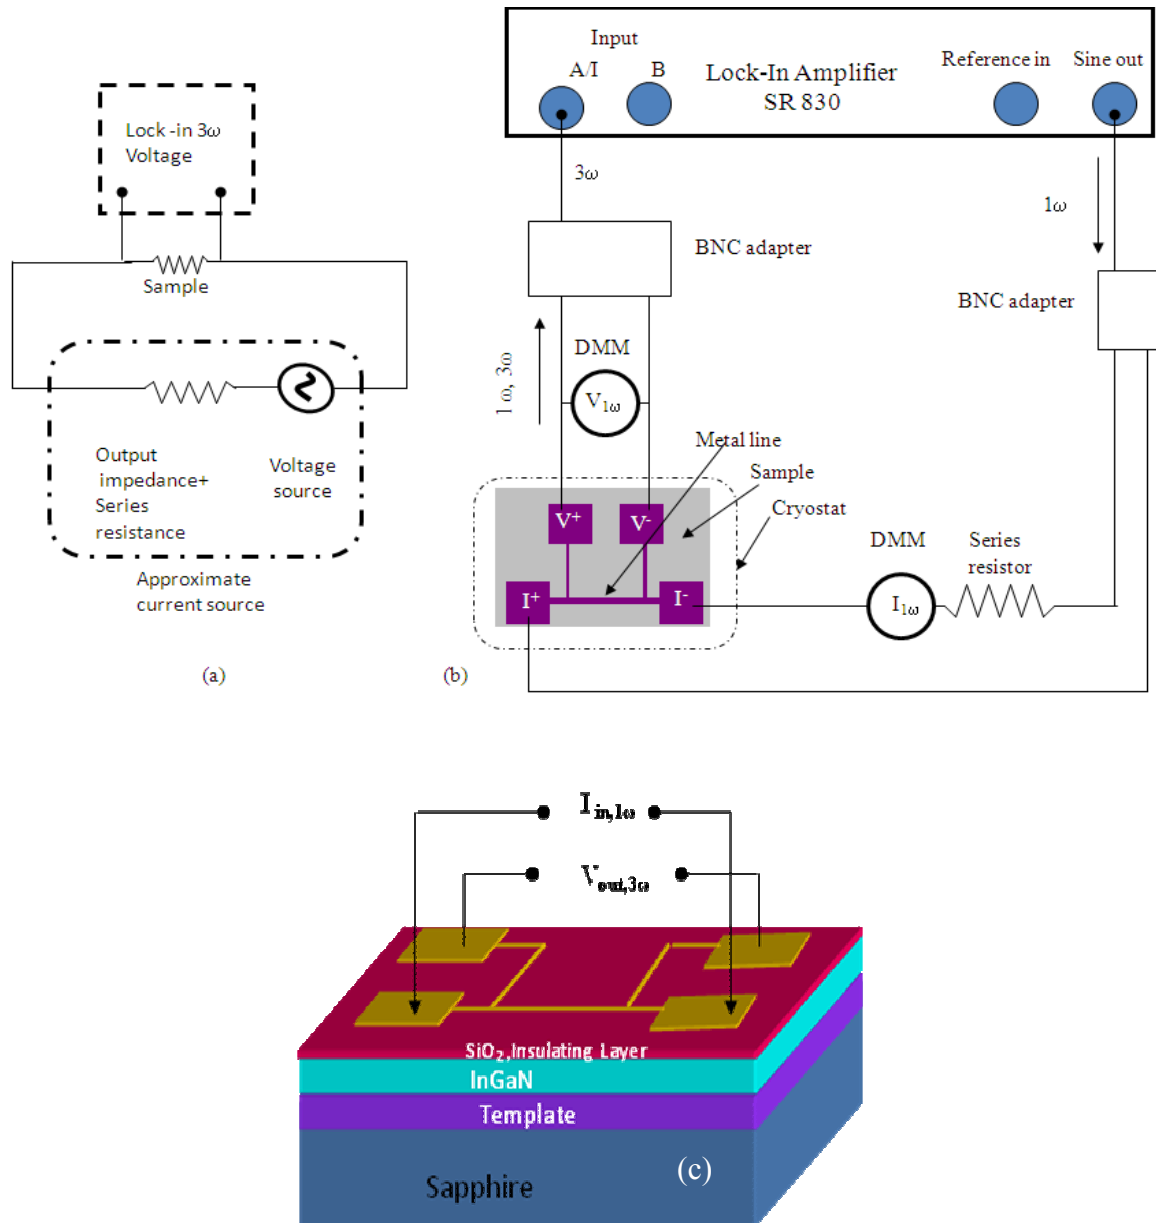 Lock -in 3ω
Voltage
Sample
Output
impedance+
Series
resistance
Voltage
source
Approximate
current source
(a)
Input
A/I
B
Lock-In Amplifier
SR 830
Reference in
Sine out
3ω
1ω
BNC adapter
BNC adapter
1ω, 3ω
DMM
V1ω
Metal line
Sample
Cryostat
V+
V-
I+
I-
DMM
I1ω
Series
resistor
(b)
Iin,1ω
Vout,3ω
SiO2,Insulating Layer
InGaN
Template
Sapphire
(c)